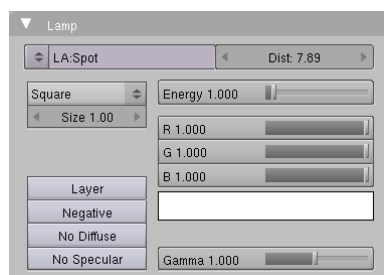 Lamp
LA:Spot Dist: 7.89
Square Energy 1.000
Size 1.00
R 1.000
G 1.000
B 1.000
Layer
Negative
No Diffuse
No Specular Gamma 1.000